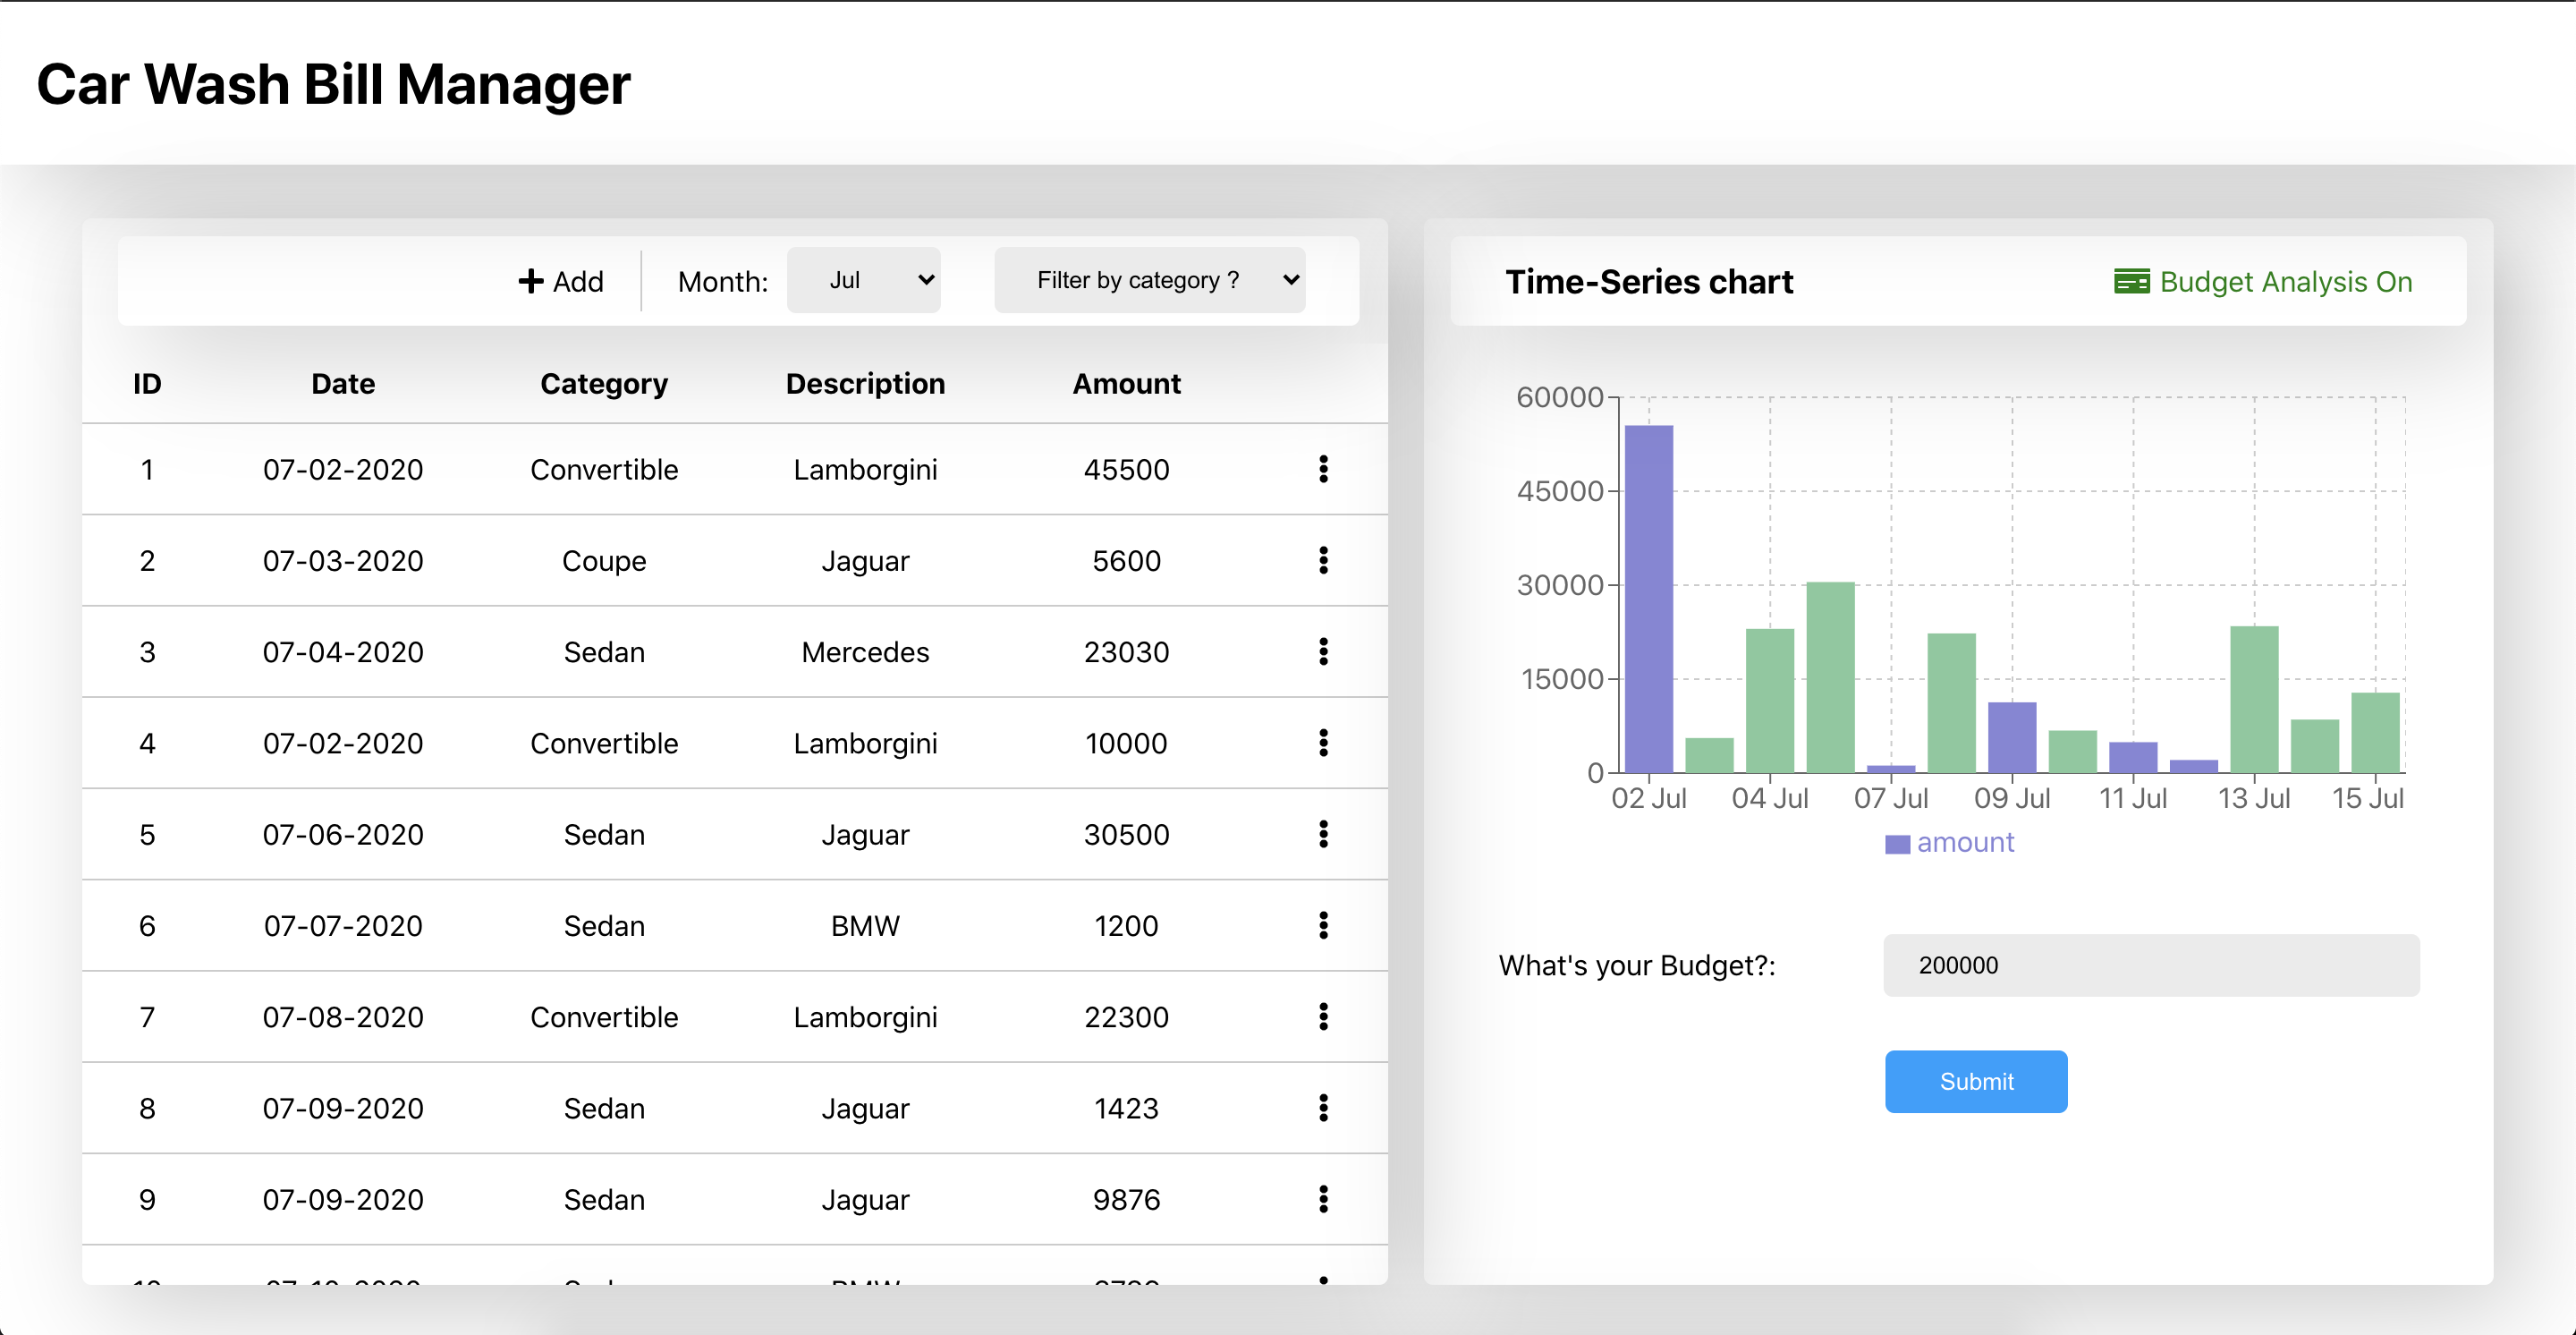 Car Wash Bill Manager
Add Month: Jul Filter by category ?
ID Date Category Description Amount
1 07-02-2020 Convertible Lamborgini 45500
2 07-03-2020 Coupe Jaguar 5600
3 07-04-2020 Sedan Mercedes 23030
4 07-02-2020 Convertible Lamborgini 10000
5 07-06-2020 Sedan Jaguar 30500
6 07-07-2020 Sedan BMW 1200
7 07-08-2020 Convertible Lamborgini 22300
8 07-09-2020 Sedan Jaguar 1423
9 07-09-2020 Sedan Jaguar 9876
Time-Series chart Budget Analysis On
60000
45000
30000
15000
0
02 Jul 04 Jul 07 Jul 09 Jul 11 Jul 13 Jul 15 Jul
amount
What's your Budget?: 200000
Submit